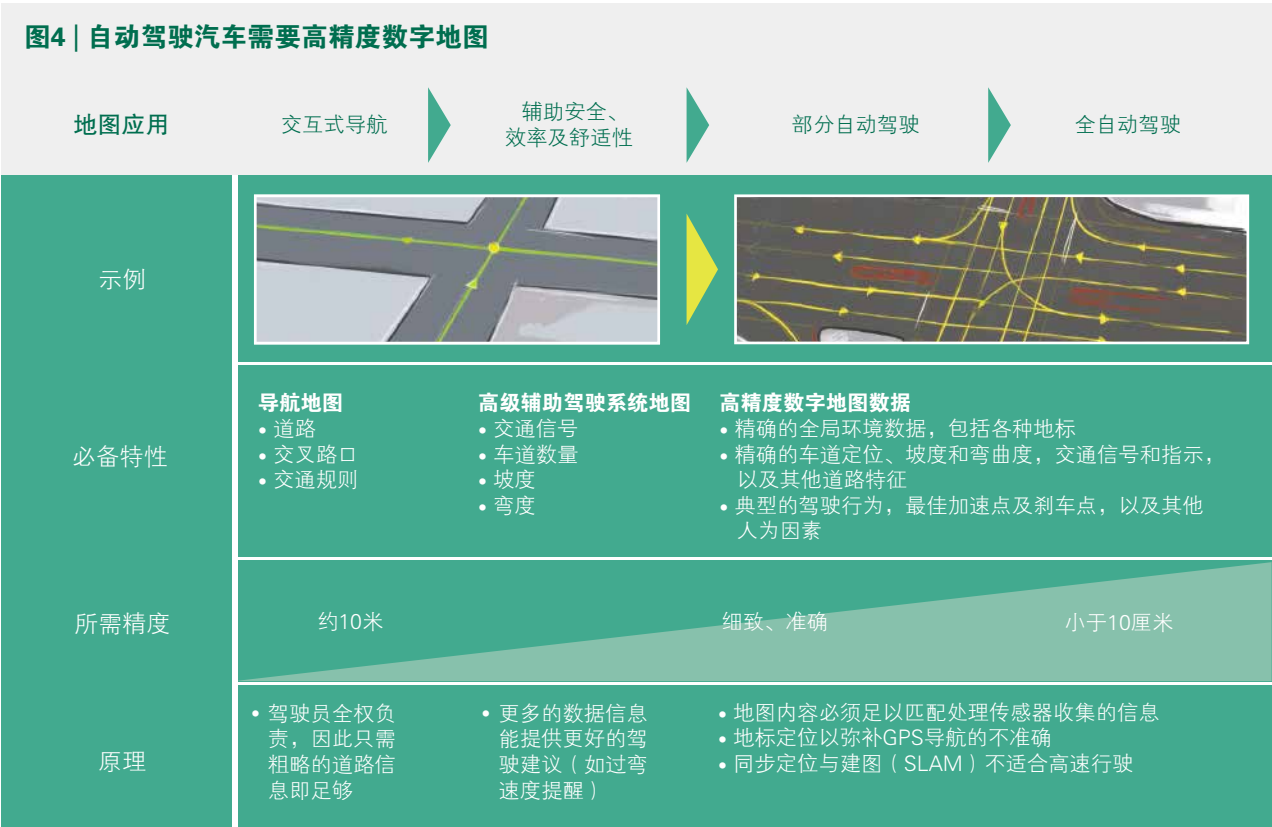 图4 | 自动驾驶汽车需要高精度数字地图
地图应用
交互式导航
辅助安全、
效率及舒适性
部分自动驾驶
全自动驾驶
示例
必备特性
导航地图
• 道路
• 交叉路口
• 交通规则
高级辅助驾驶系统地图
• 交通信号
• 车道数量
• 坡度
• 弯度
高精度数字地图数据
• 精确的全局环境数据，包括各种地标
• 精确的车道定位、坡度和弯曲度，交通信号和指示，
以及其他道路特征
• 典型的驾驶行为，最佳加速点及刹车点，以及其他
人为因素
所需精度
约10米
细致、准确
小于10厘米
原理
• 驾驶员全权负
责，因此只需
粗略的道路信
息即足够
• 更多的数据信息
能提供更好的驾
驶建议（如过弯
速度提醒）
• 地图内容必须足以匹配处理传感器收集的信息
• 地标定位以弥补GPS导航的不准确
• 同步定位与建图（SLAM）不适合高速行驶